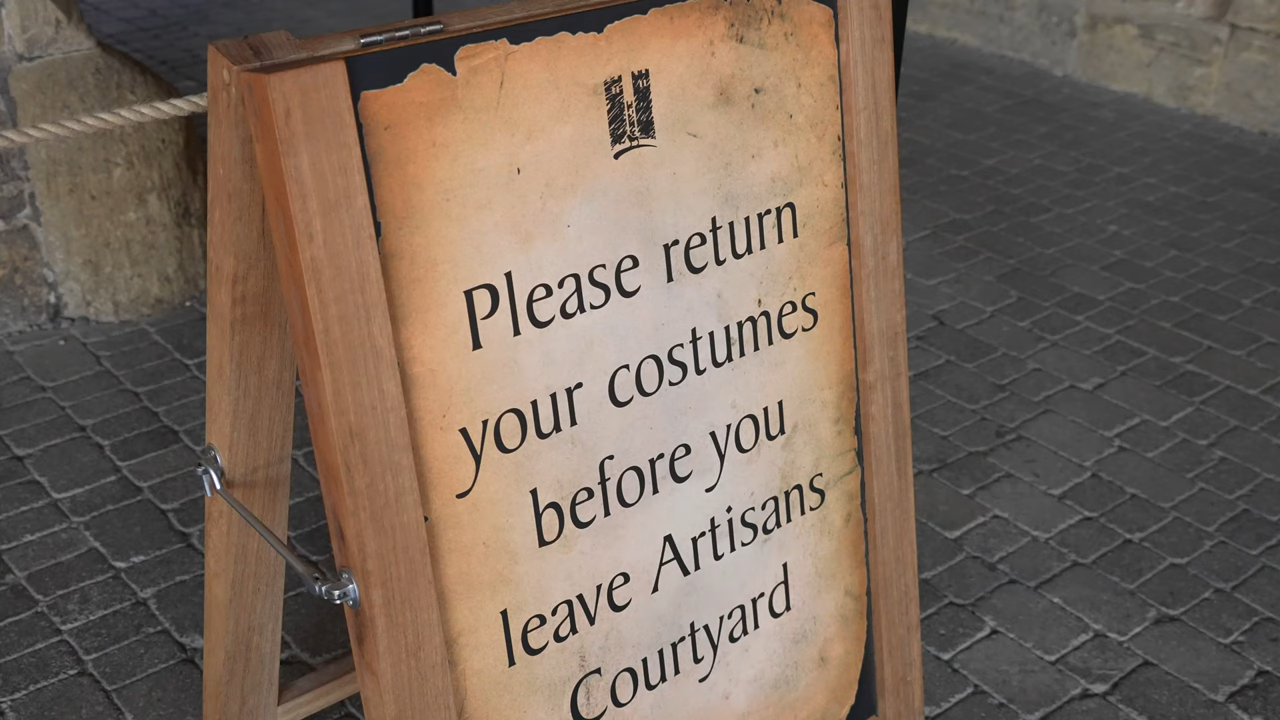 Please return
your costumes
before you
leave Artisans
Courtyard